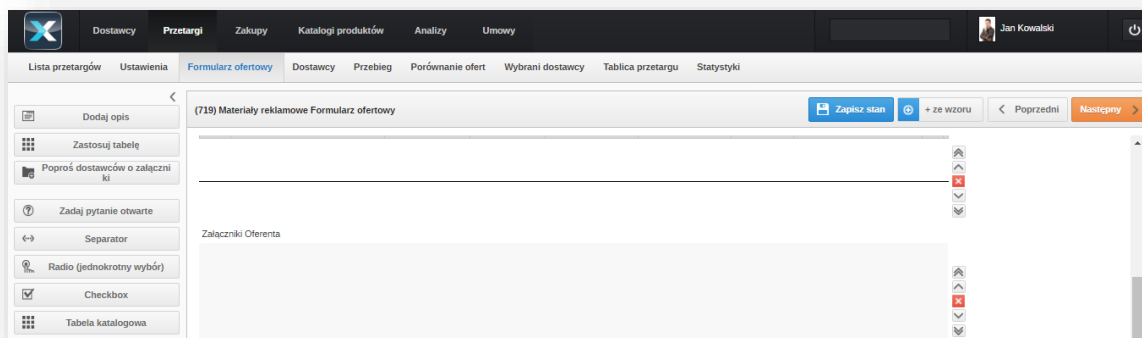 Dostawcy Przetargi Zakupy Katalogi produktów Analizy Umowy Jan Kowalski
Lista przetargów Ustawienia Formularz ofertowy Dostawcy Przebieg Porównanie ofert Wybrani dostawcy Tablica przetargu Statystyki
(719) Materiały reklamowe Formularz ofertowy Zapisz stan + ze wzoru Poprzedni Następny
Dodaj opis
Zastosuj tabelę
Poproś dostawców o załączni
ki
Zadaj pytanie otwarte
Separator
Radio (jednokrotny wybór)
Checkbox
Tabela katalogowa
Załączniki Oferenta